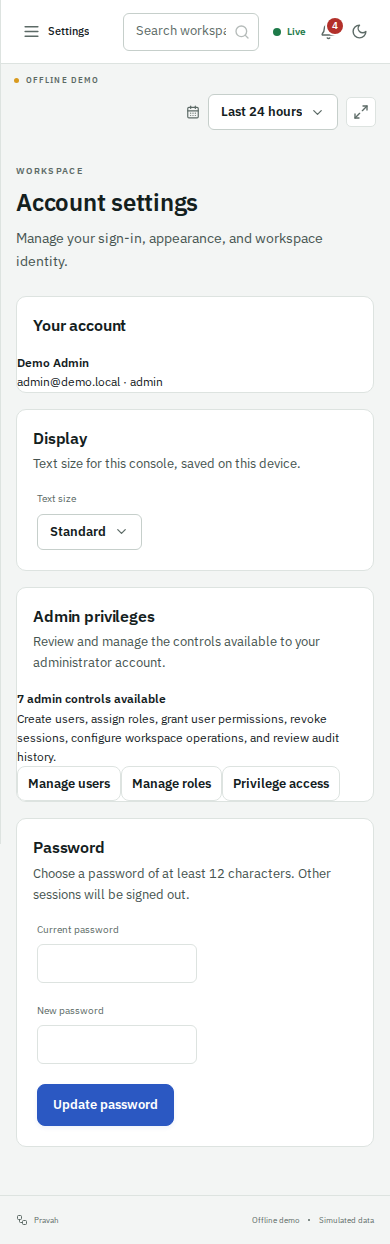 Settings
Search workspa
Live
4
OFFLINE DEMO
Last 24 hours
WORKSPACE
Account settings
Manage your sign-in, appearance, and workspace
identity.
Your account
Demo Admin
admin@demo.local · admin
Display
Text size for this console, saved on this device.
Text size
Standard
Admin privileges
Review and manage the controls available to your
administrator account.
7 admin controls available
Create users, assign roles, grant user permissions, revoke
sessions, configure workspace operations, and review audit
history.
Manage users Manage roles Privilege access
Password
Choose a password of at least 12 characters. Other
sessions will be signed out.
Current password
New password
Update password
Pravah
Offline demo • Simulated data